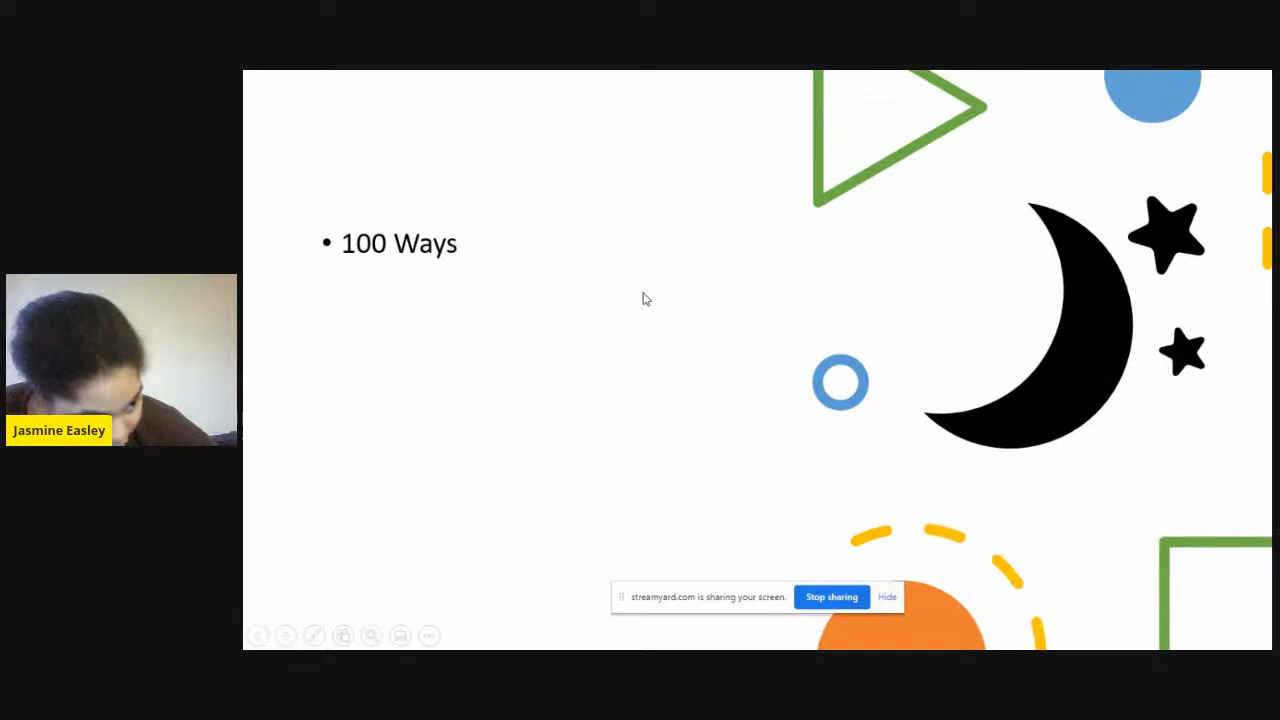 • 100 Ways
Jasmine Easley
streamyard.com is sharing your screen. Stop sharing Hide